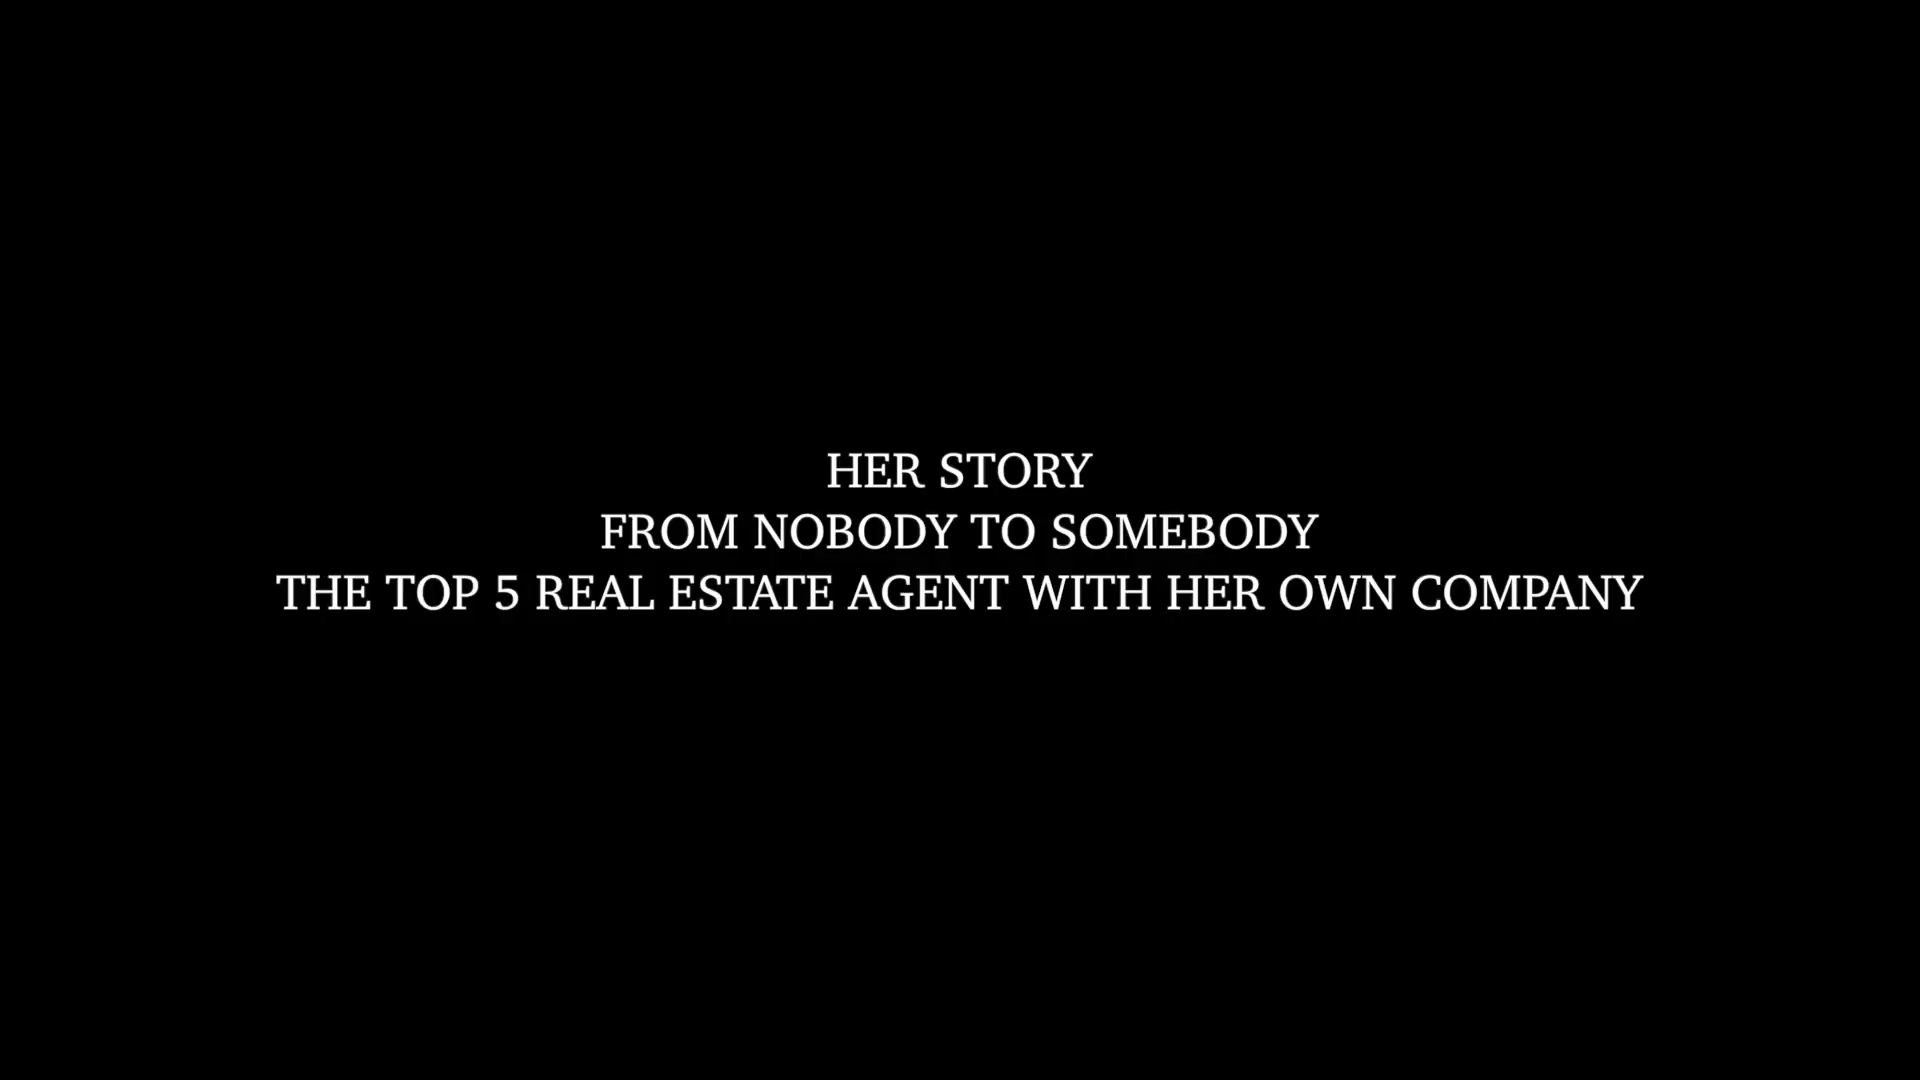 HER STORY
FROM NOBODY TO SOMEBODY
THE TOP 5 REAL ESTATE AGENT WITH HER OWN COMPANY